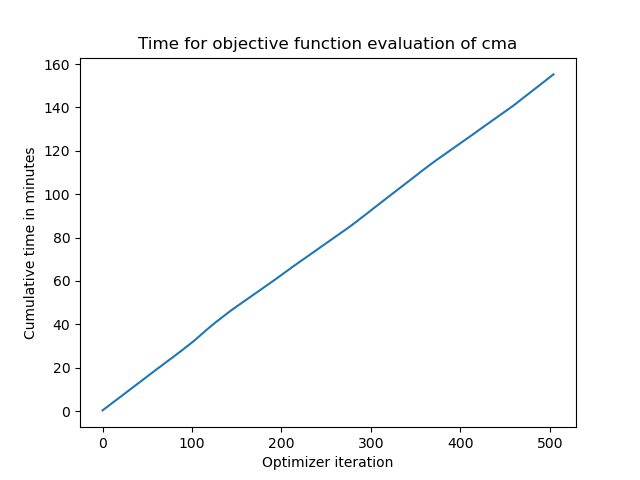 Time for objective function evaluation of cma
160
140
120
100
80
60
40
20
0
Cumulative time in minutes
0 100 200 300 400 500
Optimizer iteration